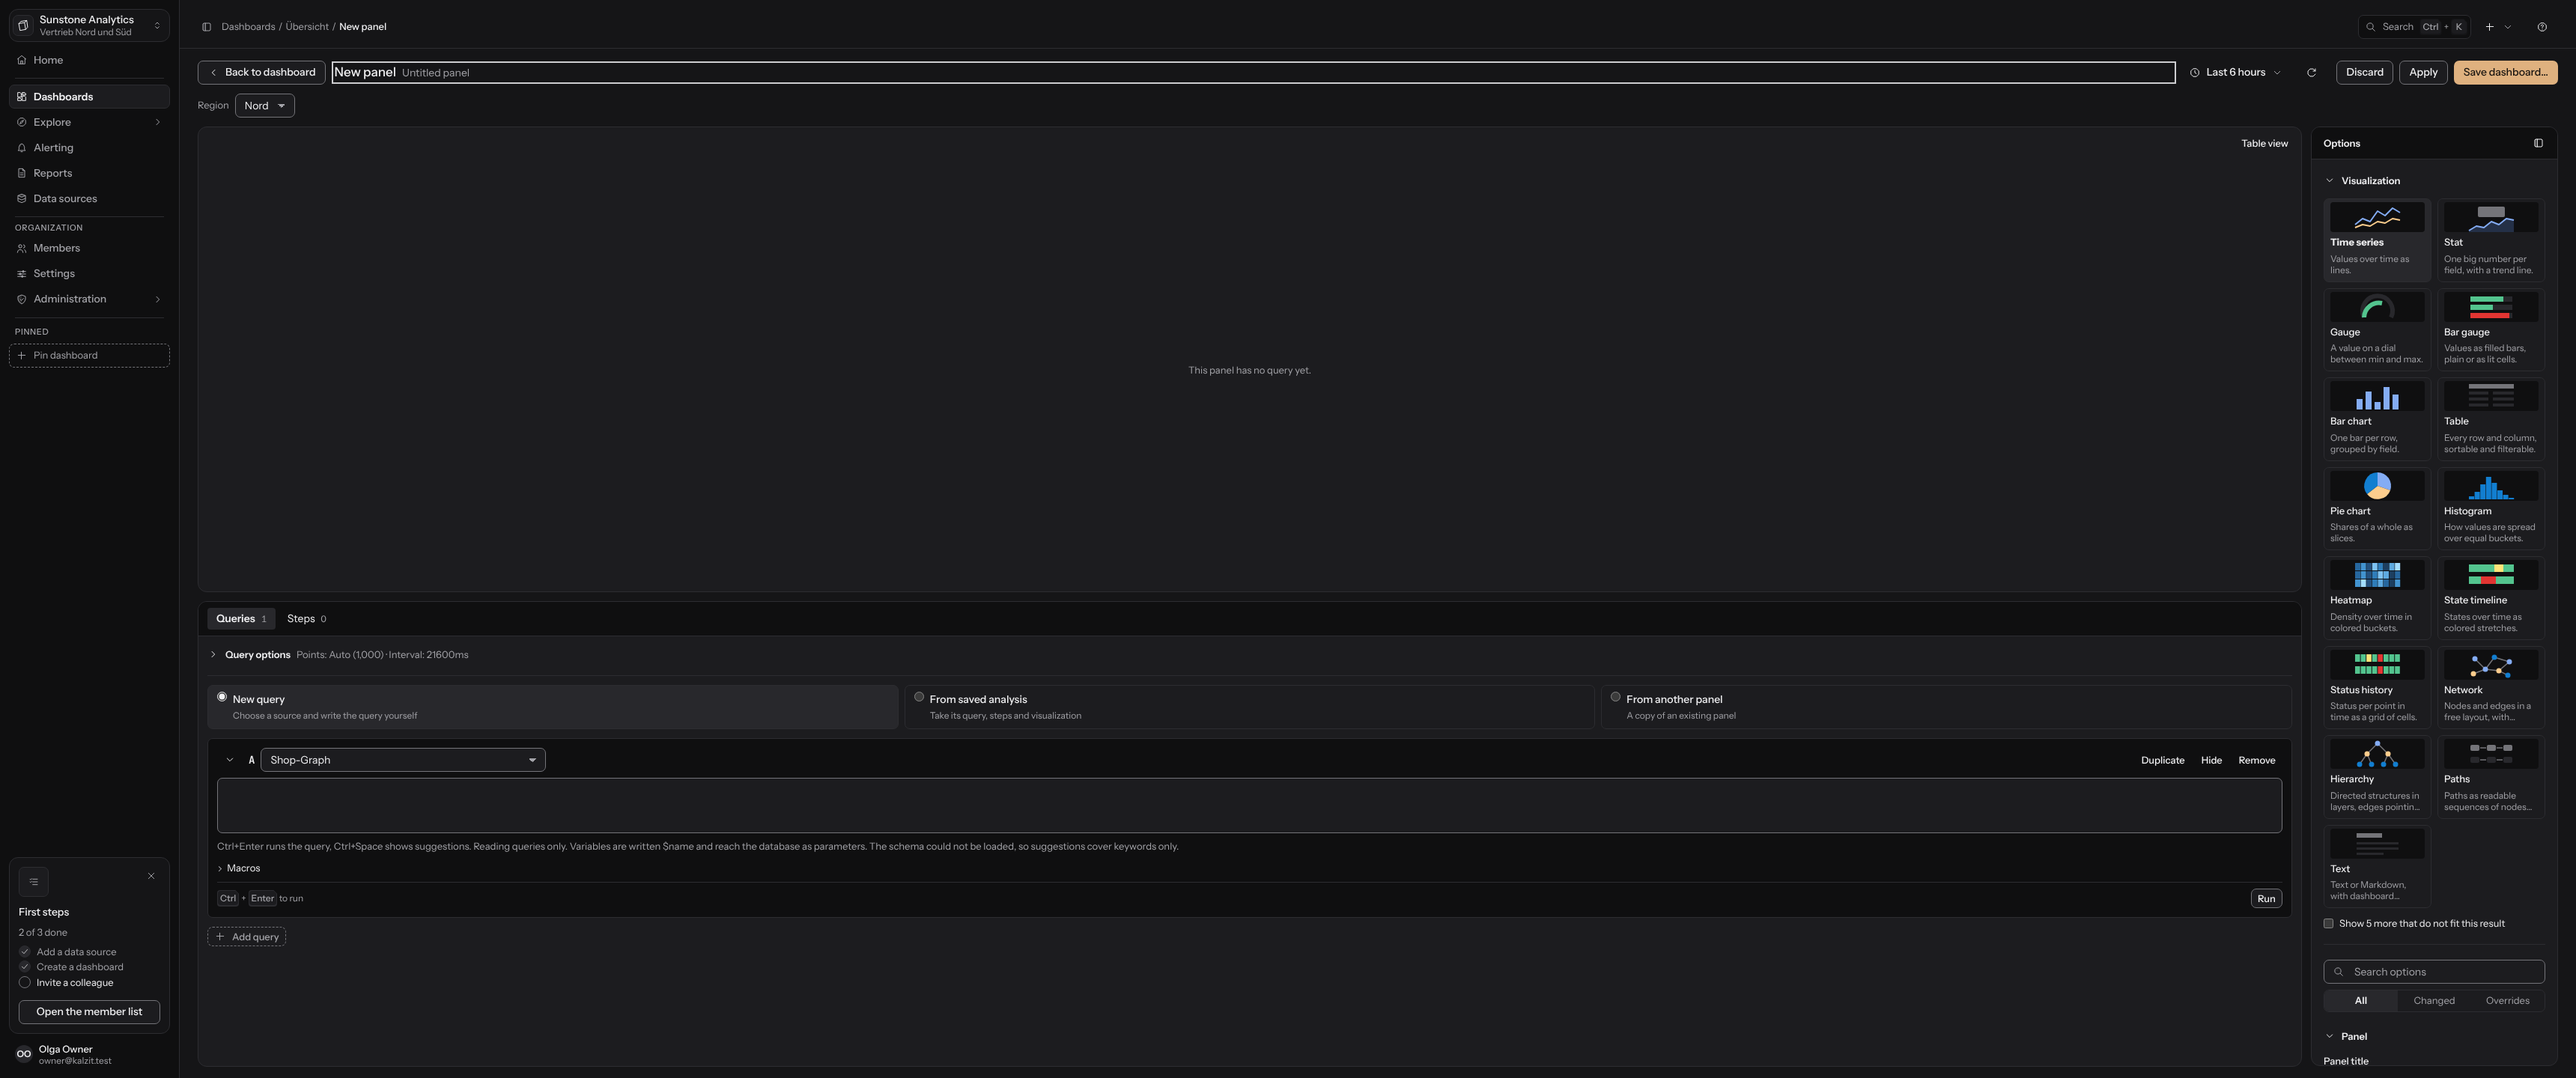 Sunstone Analytics
Vertrieb Nord und Süd
Home
Dashboards
Explore
Alerting
Reports
Data sources
ORGANIZATION
Members
Settings
Administration
PINNED
Pin dashboard
First steps
2 of 3 done
Add a data source
Create a dashboard
Invite a colleague
Open the member list
OO
Olga Owner
owner@kalzit.test
Dashboards / Übersicht / New panel
Search Ctrl + K
Back to dashboard
New panel Untitled panel
Last 6 hours
Discard
Apply
Save dashboard...
Region Nord
Table view
This panel has no query yet.
Queries 1
Steps 0
Query options Points: Auto (1,000) · Interval: 21600ms
New query
Choose a source and write the query yourself
From saved analysis
Take its query, steps and visualization
From another panel
A copy of an existing panel
A Shop-Graph
Duplicate
Hide
Remove
Ctrl+Enter runs the query, Ctrl+Space shows suggestions. Reading queries only. Variables are written $name and reach the database as parameters. The schema could not be loaded, so suggestions cover keywords only.
Macros
Ctrl + Enter to run
Run
Add query
Options
Visualization
Time series
Values over time as
lines.
Stat
One big number per
field, with a trend line.
Gauge
A value on a dial
between min and max.
Bar gauge
Values as filled bars,
plain or as lit cells.
Bar chart
One bar per row,
grouped by field.
Table
Every row and column,
sortable and filterable.
Pie chart
Shares of a whole as
slices.
Histogram
How values are spread
over equal buckets.
Heatmap
Density over time in
colored buckets.
State timeline
States over time as
colored stretches.
Status history
Status per point in
time as a grid of cells.
Network
Nodes and edges in a
free layout, with...
Hierarchy
Directed structures in
layers, edges pointin...
Paths
Paths as readable
sequences of nodes...
Text
Text or Markdown,
with dashboard...
Show 5 more that do not fit this result
Search options
All
Changed
Overrides
Panel
Panel title